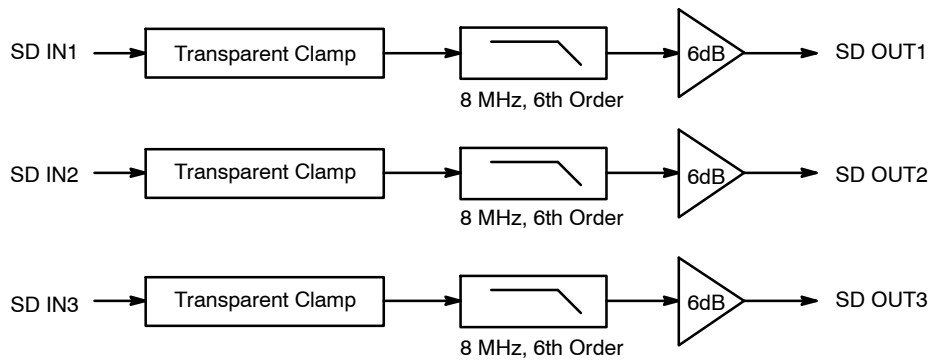 SD IN1 Transparent Clamp 6dB SD OUT1
8 MHz, 6th Order
SD IN2 Transparent Clamp 6dB SD OUT2
8 MHz, 6th Order
SD IN3 Transparent Clamp 6dB SD OUT3
8 MHz, 6th Order